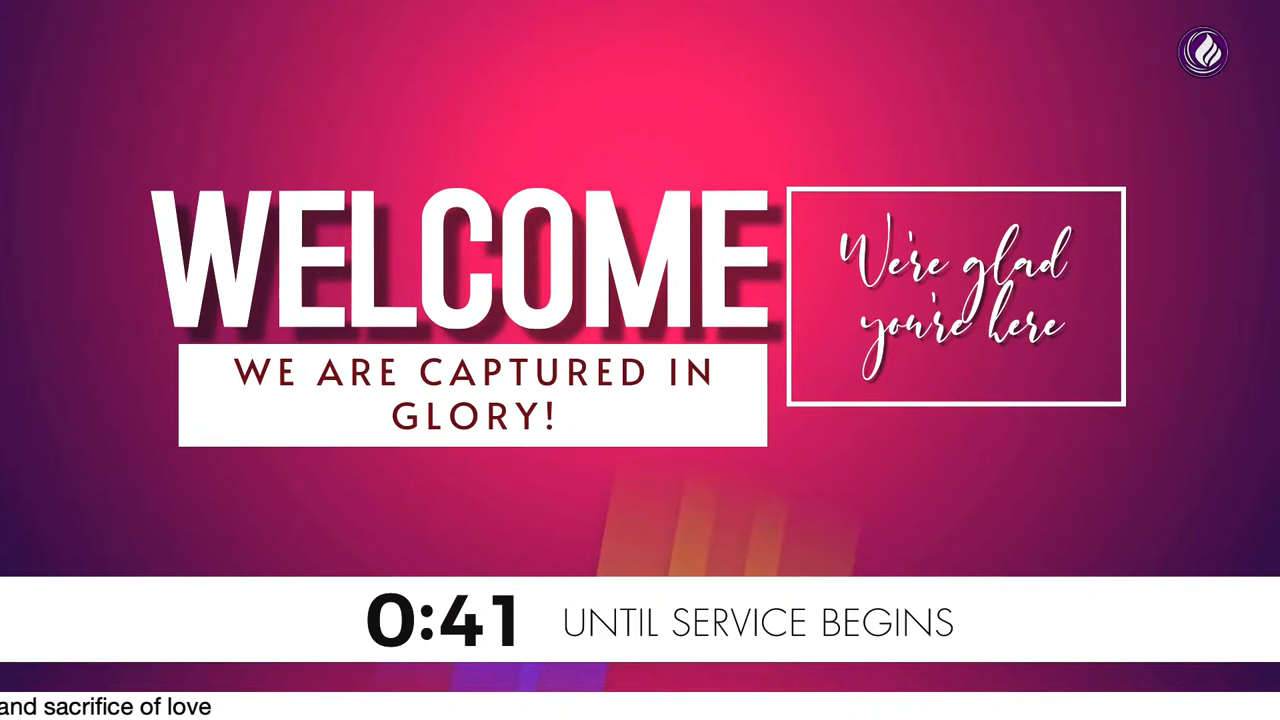 WELCOME
WE ARE CAPTURED IN
GLORY!
We're glad
you're here
0:41 UNTIL SERVICE BEGINS
and sacrifice of love